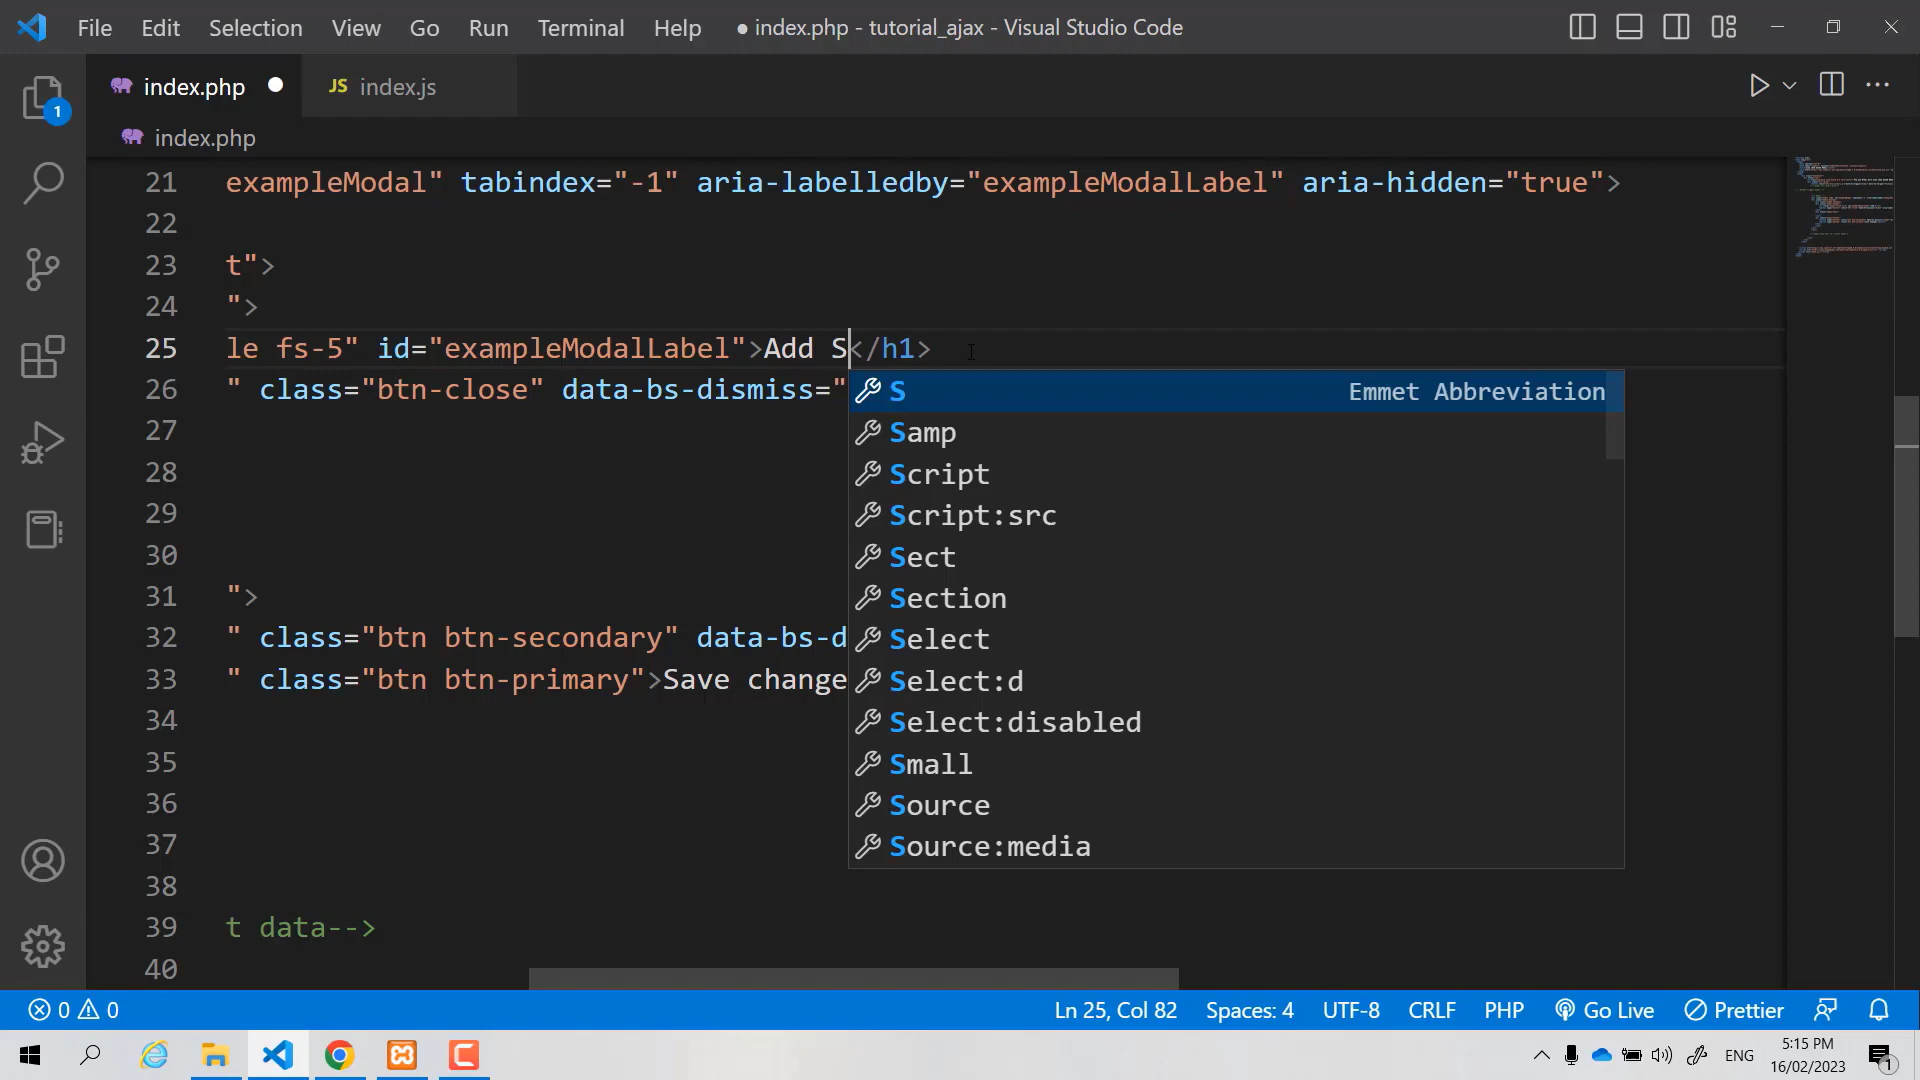 File Edit Selection View Go Run Terminal Help ● index.php - tutorial_ajax - Visual Studio Code
index.php JS index.js
1
index.php
21 exampleModal" tabindex="-1" aria-labelledby="exampleModalLabel" aria-hidden="true">
22
23 t">
24 ">
25 le fs-5" id="exampleModalLabel">Add S</h1>
26 " class="btn-close" data-bs-dismiss="
S Emmet Abbreviation
27
Samp
28
Script
29
Script:src
30
Sect
31 ">
Section
32 " class="btn btn-secondary" data-bs-d
Select
33 " class="btn btn-primary">Save change
Select:d
34
Select:disabled
35
Small
36
Source
37
Source:media
38
39 t data-->
40
0 0 Ln 25, Col 82 Spaces: 4 UTF-8 CRLF PHP Go Live Prettier
ENG 5:15 PM
16/02/2023 1